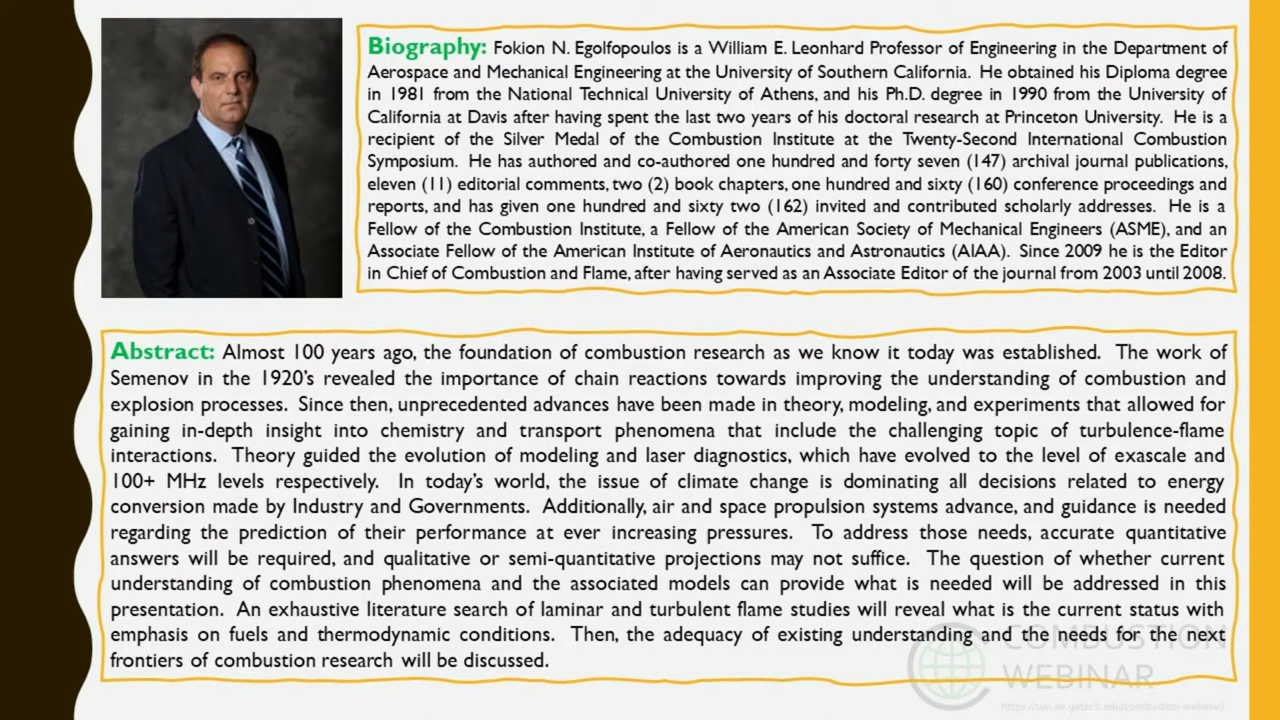 Biography: Fokion N. Egolfopoulos is a William E. Leonhard Professor of Engineering in the Department of
Aerospace and Mechanical Engineering at the University of Southern California. He obtained his Diploma degree
in 1981 from the National Technical University of Athens, and his Ph.D. degree in 1990 from the University of
California at Davis after having spent the last two years of his doctoral research at Princeton University. He is a
recipient of the Silver Medal of the Combustion Institute at the Twenty-Second International Combustion
Symposium. He has authored and co-authored one hundred and forty seven (147) archival journal publications,
eleven (11) editorial comments, two (2) book chapters, one hundred and sixty (160) conference proceedings and
reports, and has given one hundred and sixty two (162) invited and contributed scholarly addresses. He is a
Fellow of the Combustion Institute, a Fellow of the American Society of Mechanical Engineers (ASME), and an
Associate Fellow of the American Institute of Aeronautics and Astronautics (AIAA). Since 2009 he is the Editor
in Chief of Combustion and Flame, after having served as an Associate Editor of the journal from 2003 until 2008.
Abstract: Almost 100 years ago, the foundation of combustion research as we know it today was established. The work of
Semenov in the 1920's revealed the importance of chain reactions towards improving the understanding of combustion and
explosion processes. Since then, unprecedented advances have been made in theory, modeling, and experiments that allowed for
gaining in-depth insight into chemistry and transport phenomena that include the challenging topic of turbulence-flame
interactions. Theory guided the evolution of modeling and laser diagnostics, which have evolved to the level of exascale and
100+ MHz levels respectively. In today's world, the issue of climate change is dominating all decisions related to energy
conversion made by Industry and Governments. Additionally, air and space propulsion systems advance, and guidance is needed
regarding the prediction of their performance at ever increasing pressures. To address those needs, accurate quantitative
answers will be required, and qualitative or semi-quantitative projections may not suffice. The question of whether current
understanding of combustion phenomena and the associated models can provide what is needed will be addressed in this
presentation. An exhaustive literature search of laminar and turbulent flame studies will reveal what is the current status with
emphasis on fuels and thermodynamic conditions. Then, the adequacy of existing understanding and the needs for the next
frontiers of combustion research will be discussed.
COMBUSTION
WEBINAR
https://sun.ae.gatech.edu/combustion-webinar/